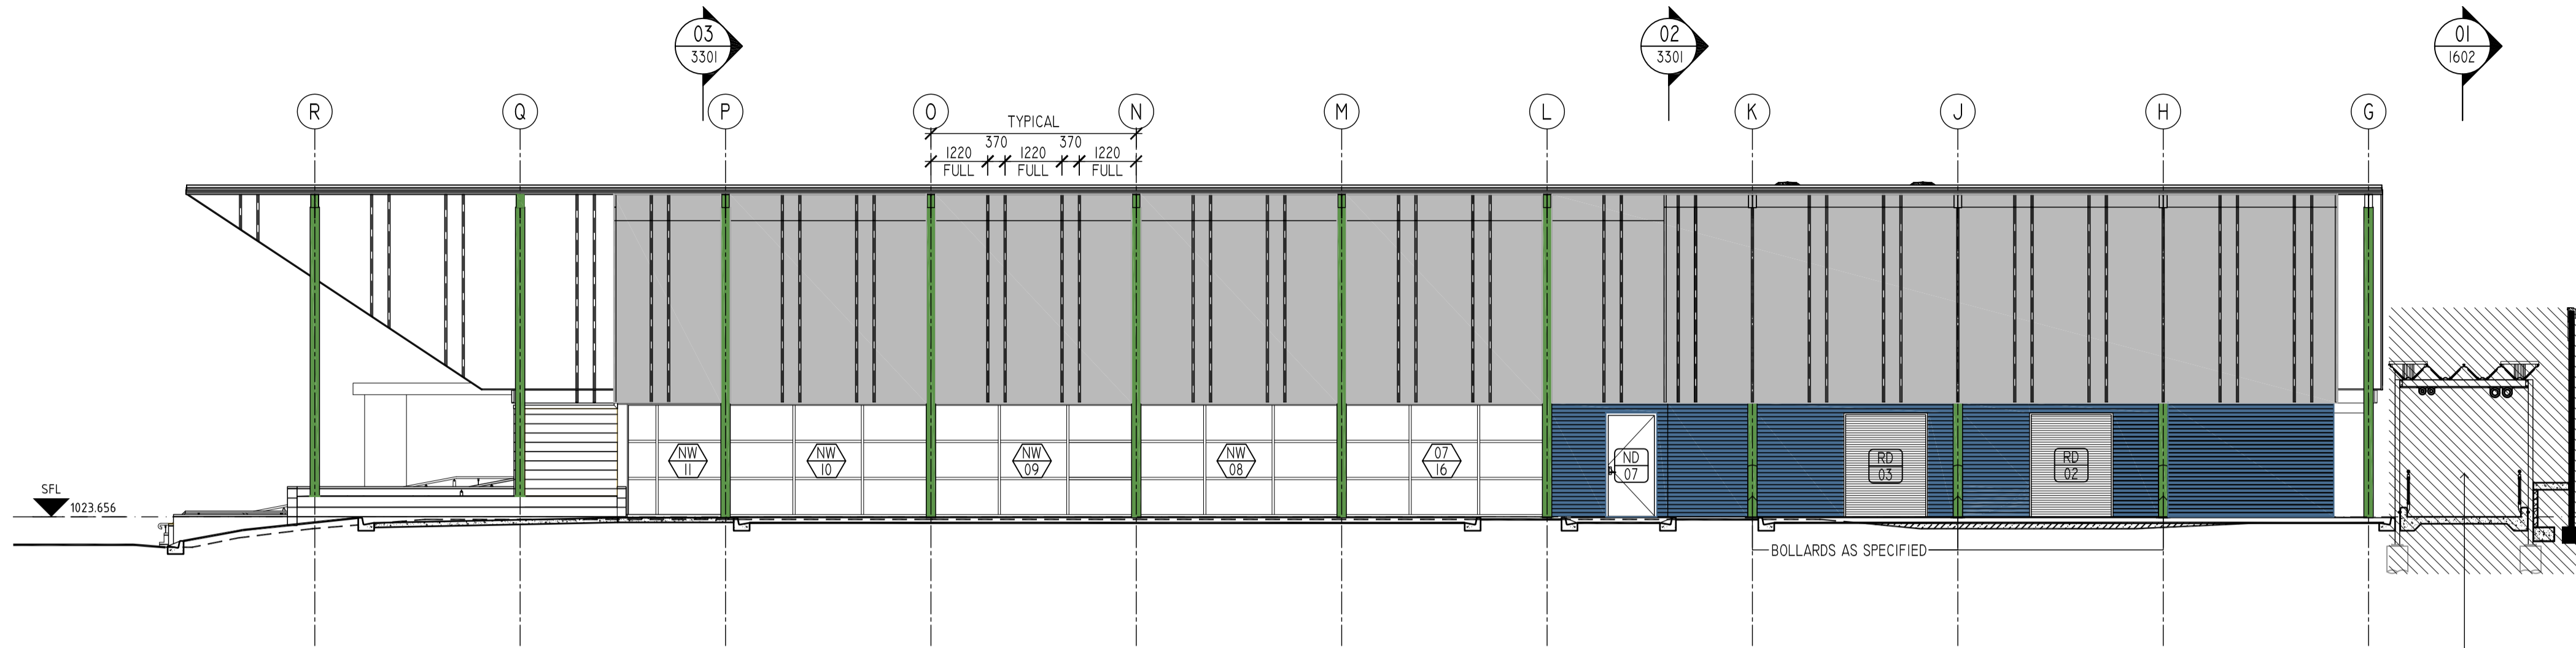 03
3301
02
3301
01
1602
R
Q
P
O
N
M
L
K
J
H
G
TYPICAL
370 370
1220 1220 1220
FULL FULL FULL
NW
11
NW
10
NW
09
NW
08
07
16
ND
07
RD
03
RD
02
SFL
1023.656
BOLLARDS AS SPECIFIED